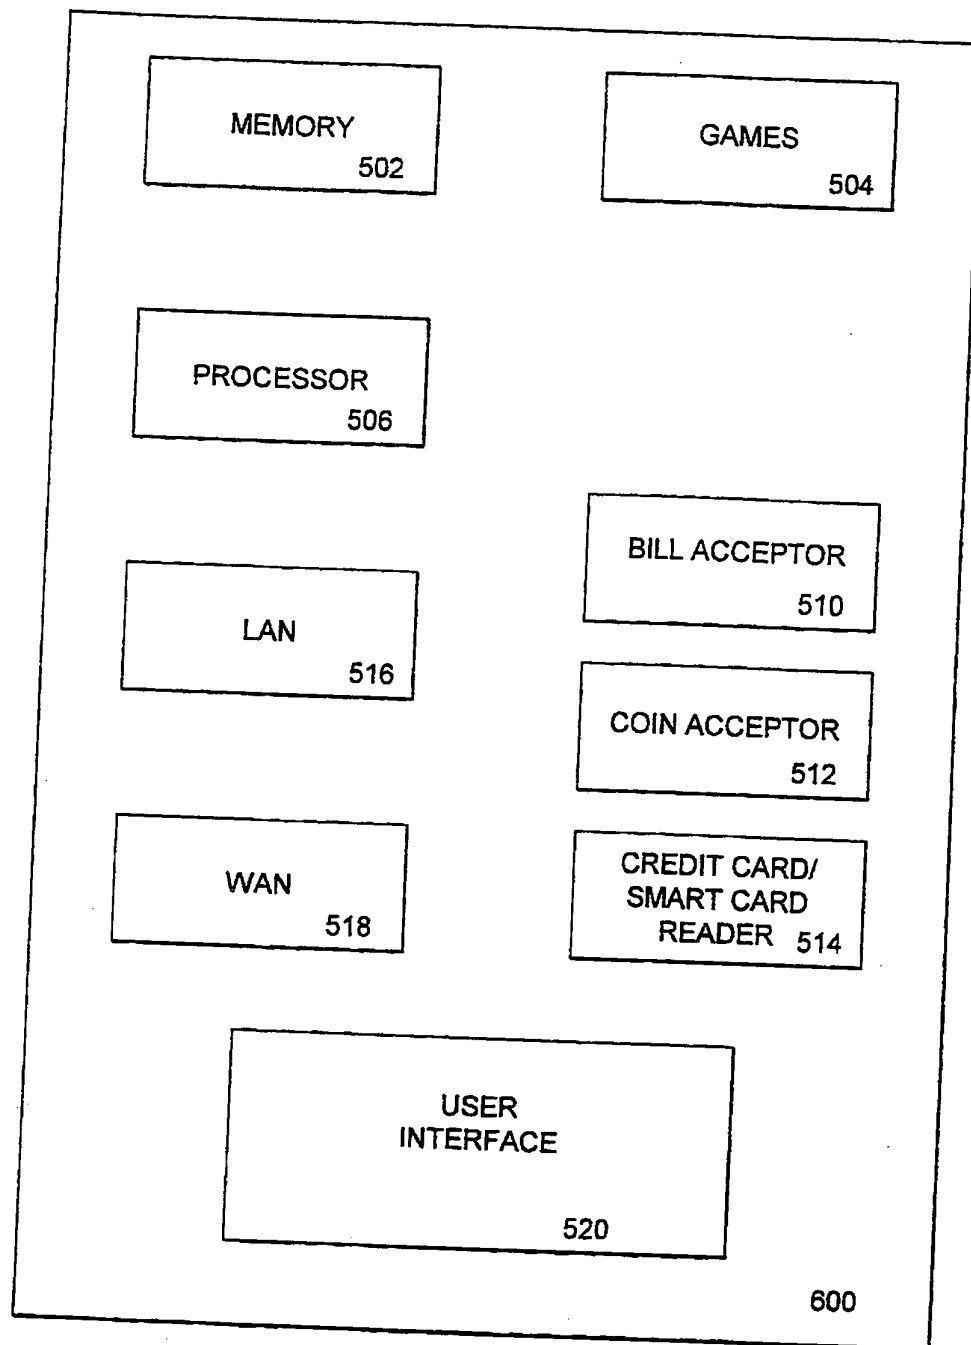 MEMORY
502
GAMES
504
PROCESSOR
506
BILL ACCEPTOR
510
LAN
516
COIN ACCEPTOR
512
WAN
518
CREDIT CARD/
SMART CARD
READER 514
USER
INTERFACE
520
600